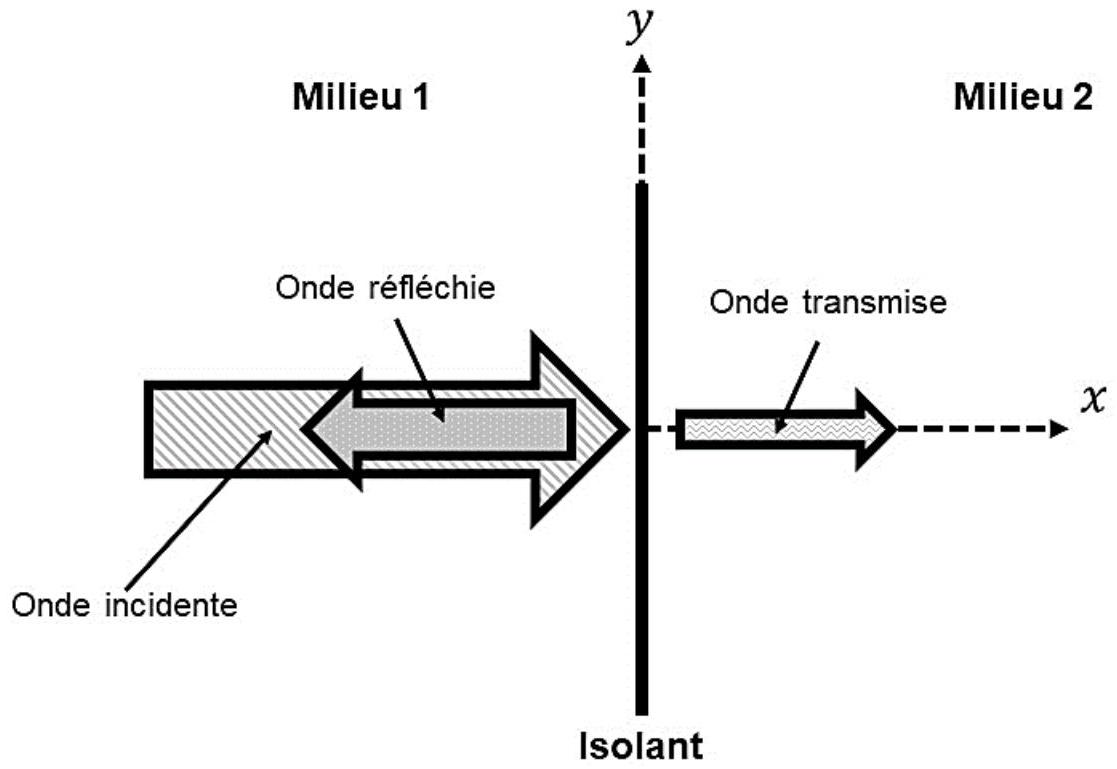 y
Milieu 1
Milieu 2
Onde réfléchie
Onde transmise
x
Onde incidente
Isolant